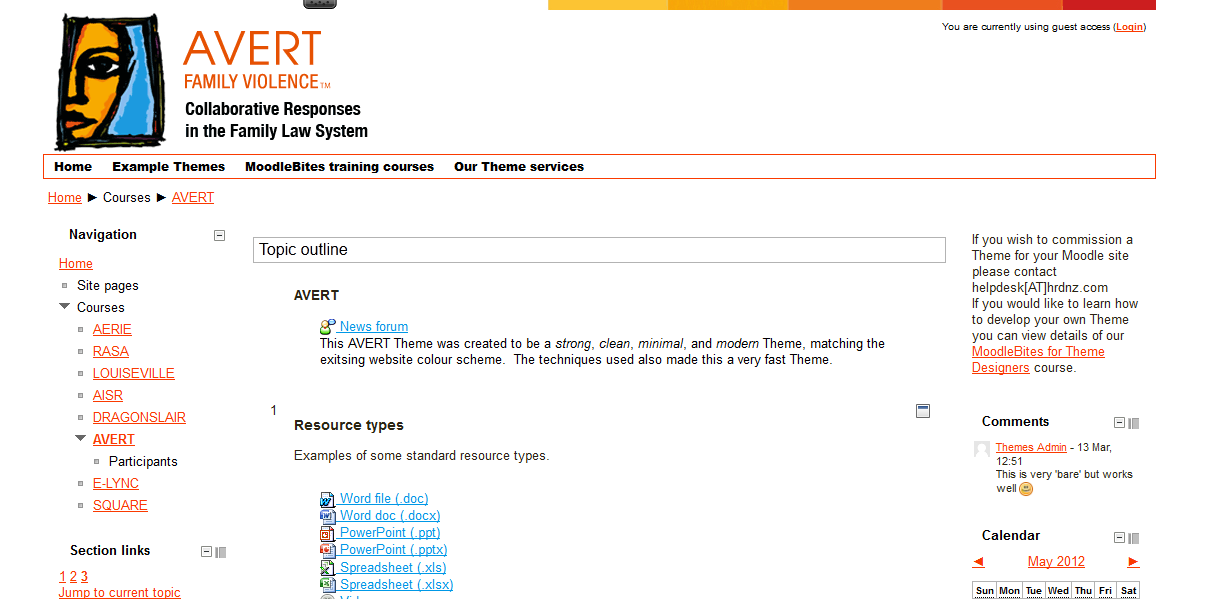 You are currently using guest access (Login)
AVERT
FAMILY VIOLENCE TM
Collaborative Responses
in the Family Law System
Home Example Themes MoodleBites training courses Our Theme services
Home ► Courses ► AVERT
Navigation
Home
Site pages
Courses
AERIE
RASA
LOUISEVILLE
AISR
DRAGONSLAIR
AVERT
Participants
E-LYNC
SQUARE
Section links
1 2 3
Jump to current topic
Topic outline
AVERT
News forum
This AVERT Theme was created to be a strong, clean, minimal, and modern Theme, matching the
exitsing website colour scheme. The techniques used also made this a very fast Theme.
1
Resource types
Examples of some standard resource types.
Word file (.doc)
Word doc (.docx)
PowerPoint (.ppt)
PowerPoint (.pptx)
Spreadsheet (.xls)
Spreadsheet (.xlsx)
If you wish to commission a
Theme for your Moodle site
please contact
helpdesk[AT]hrdnz.com
If you would like to learn how
to develop your own Theme
you can view details of our
MoodleBites for Theme
Designers course.
Comments
Themes Admin - 13 Mar,
12:51
This is very 'bare' but works
well
Calendar
◄ May 2012 ►
Sun Mon Tue Wed Thu Fri Sat